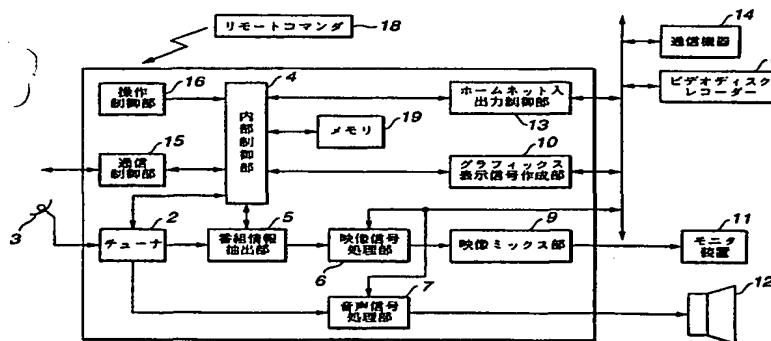 リモートコマンダ
18
14
通信機器
4
操作
制御部
16
ホームネット入
出力制御部
13
ビデオディスク
レコーダー
内部制御部
メモリ
19
15
通信
制御部
10
グラフィックス
表示信号作成部
3
2
チューナ
5
番組情報
抽出部
映像信号
処理部
6
9
映像ミックス部
11
モニタ
装置
7
音声信号
処理部
12